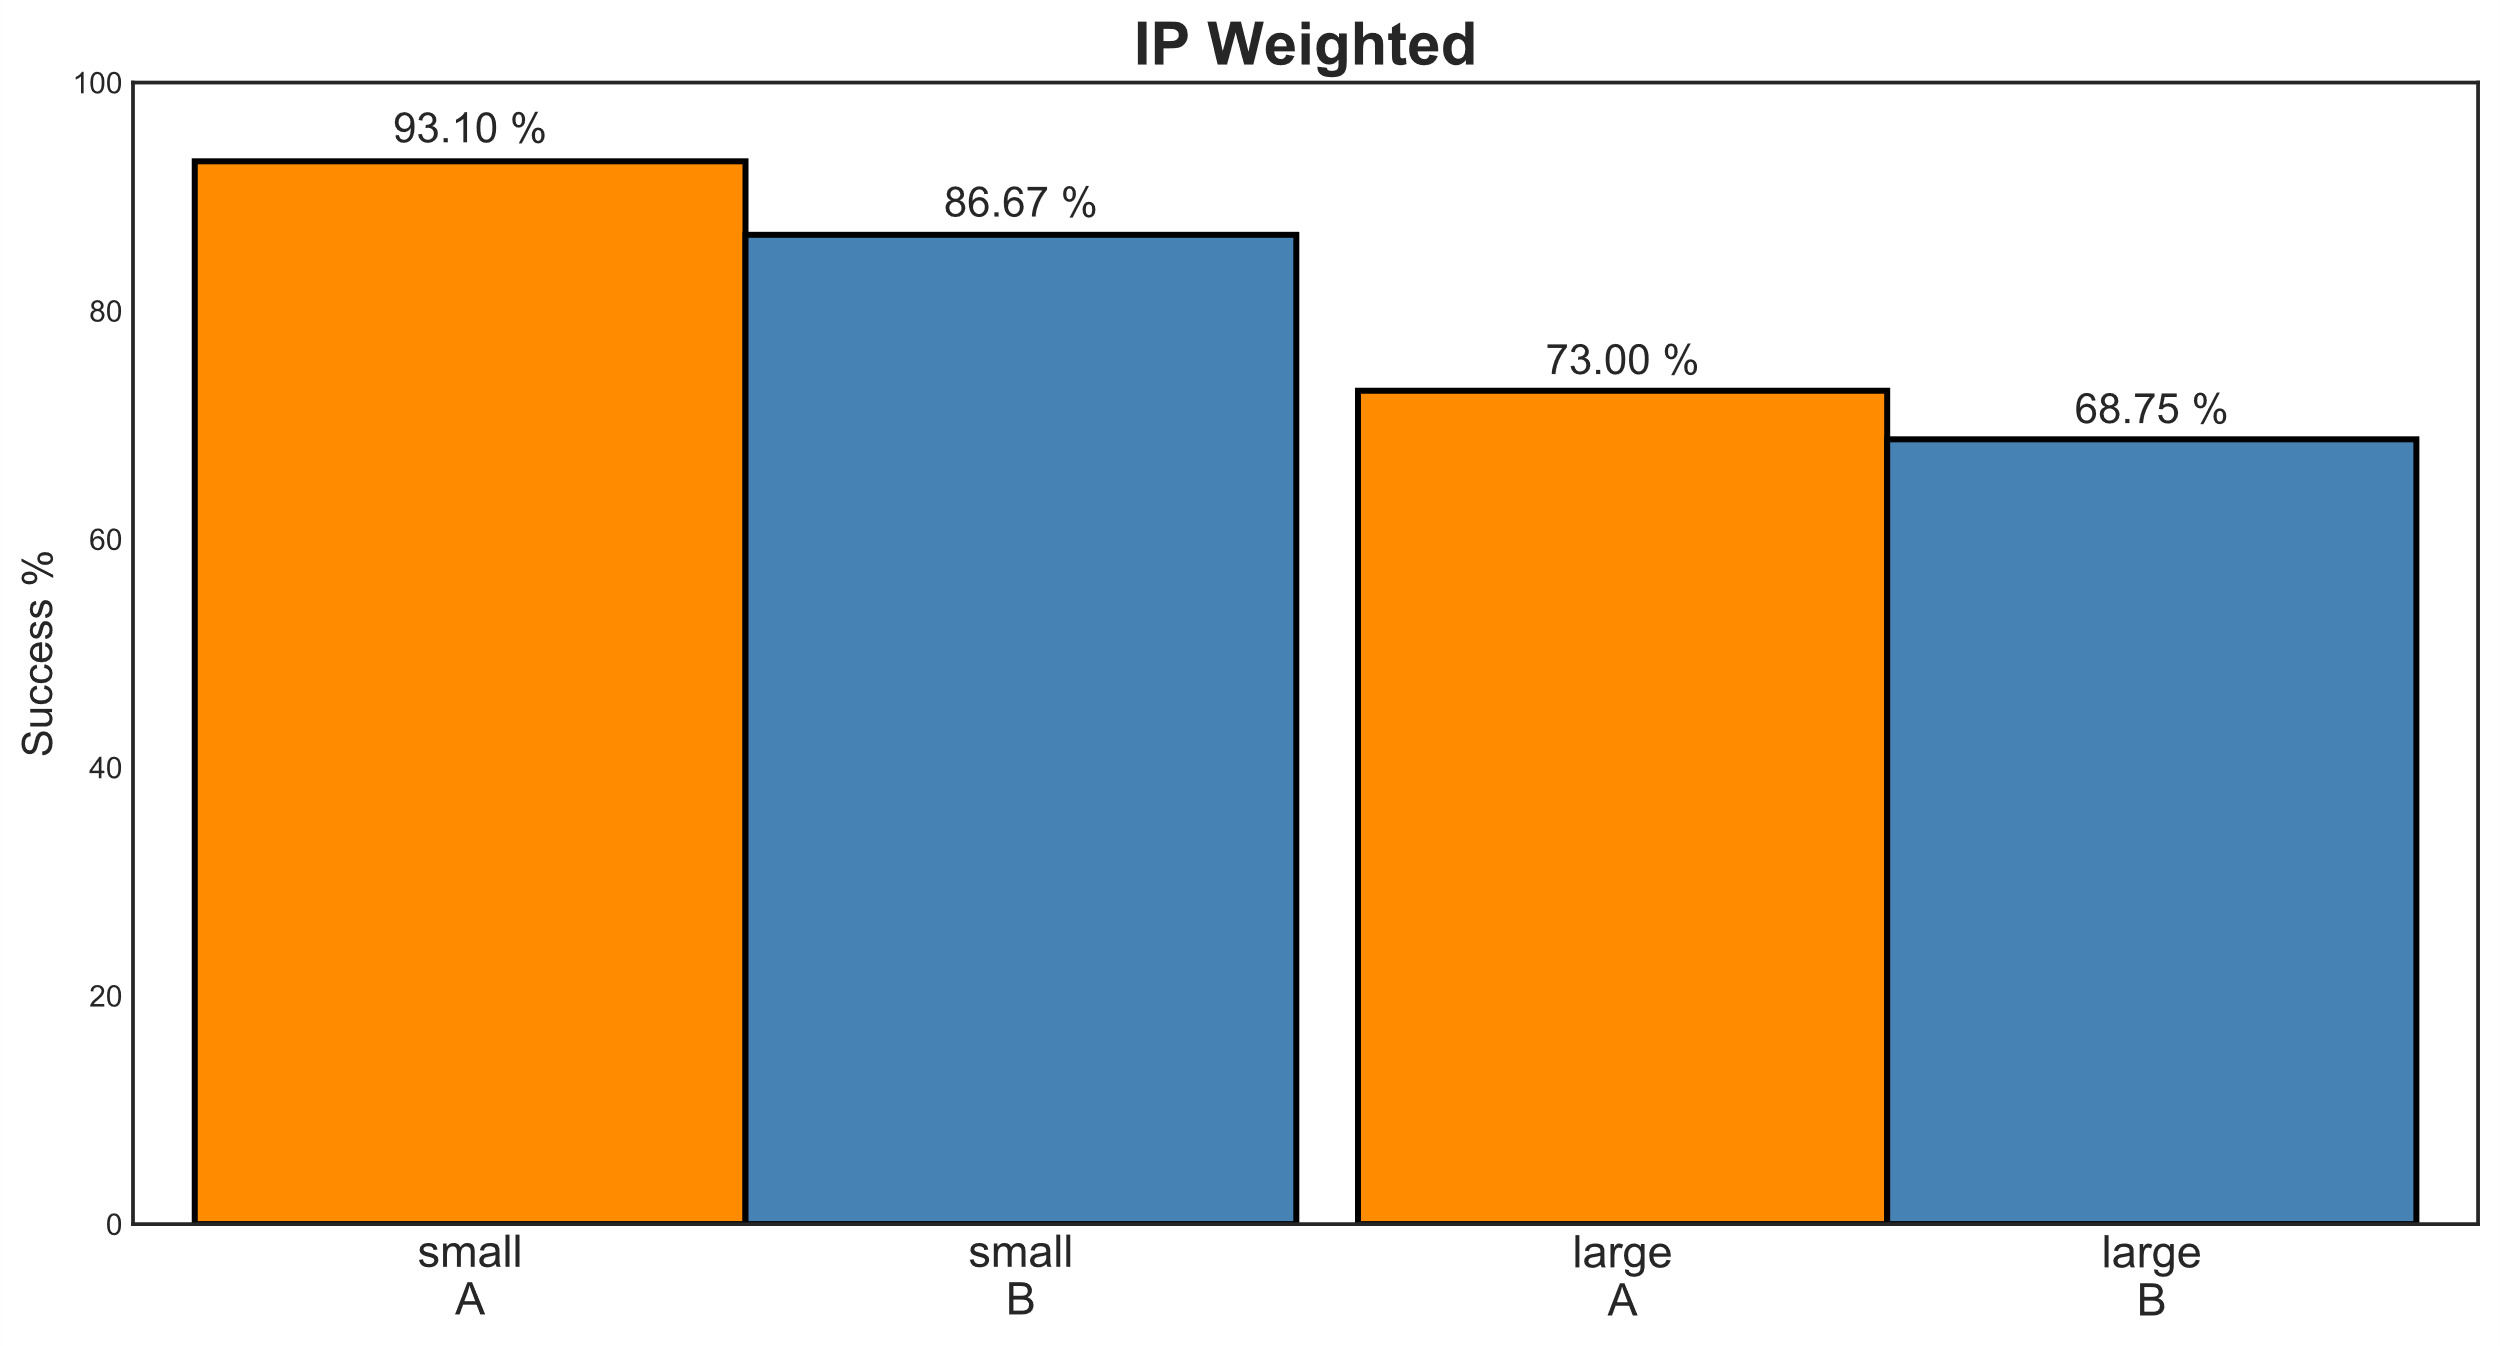 IP Weighted
100
80
60
40
20
0
Success %
93.10 %
86.67 %
73.00 %
68.75 %
small
A
small
B
large
A
large
B